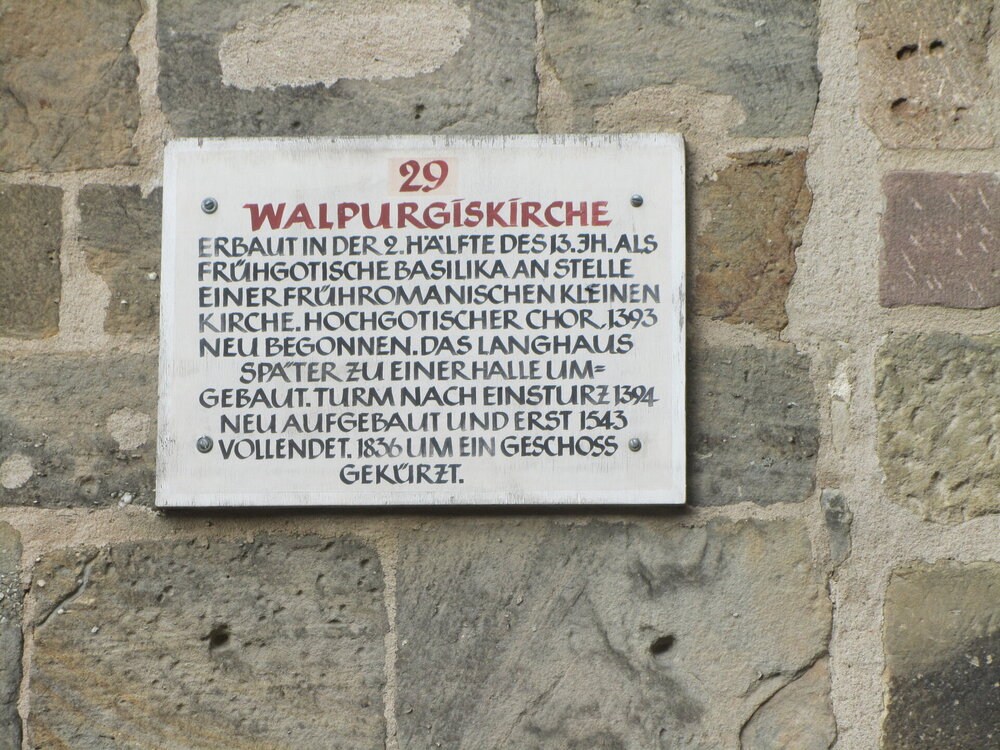 29
WALPURGISKIRCHE
ERBAUT IN DER 2. HÄLFTE DES 13. JH. ALS
FRÜHGOTISCHE BASILIKA AN STELLE
EINER FRÜHROMANISCHEN KLEINEN
KIRCHE. HOCHGOTISCHER CHOR 1393
NEU BEGONNEN. DAS LANGHAUS
SPÄTER ZU EINER HALLE UM=
GEBAUT. TURM NACH EINSTURZ 1394
NEU AUFGEBAUT UND ERST 1543
VOLLENDET. 1836 UM EIN GESCHOSS
GEKÜRZT.